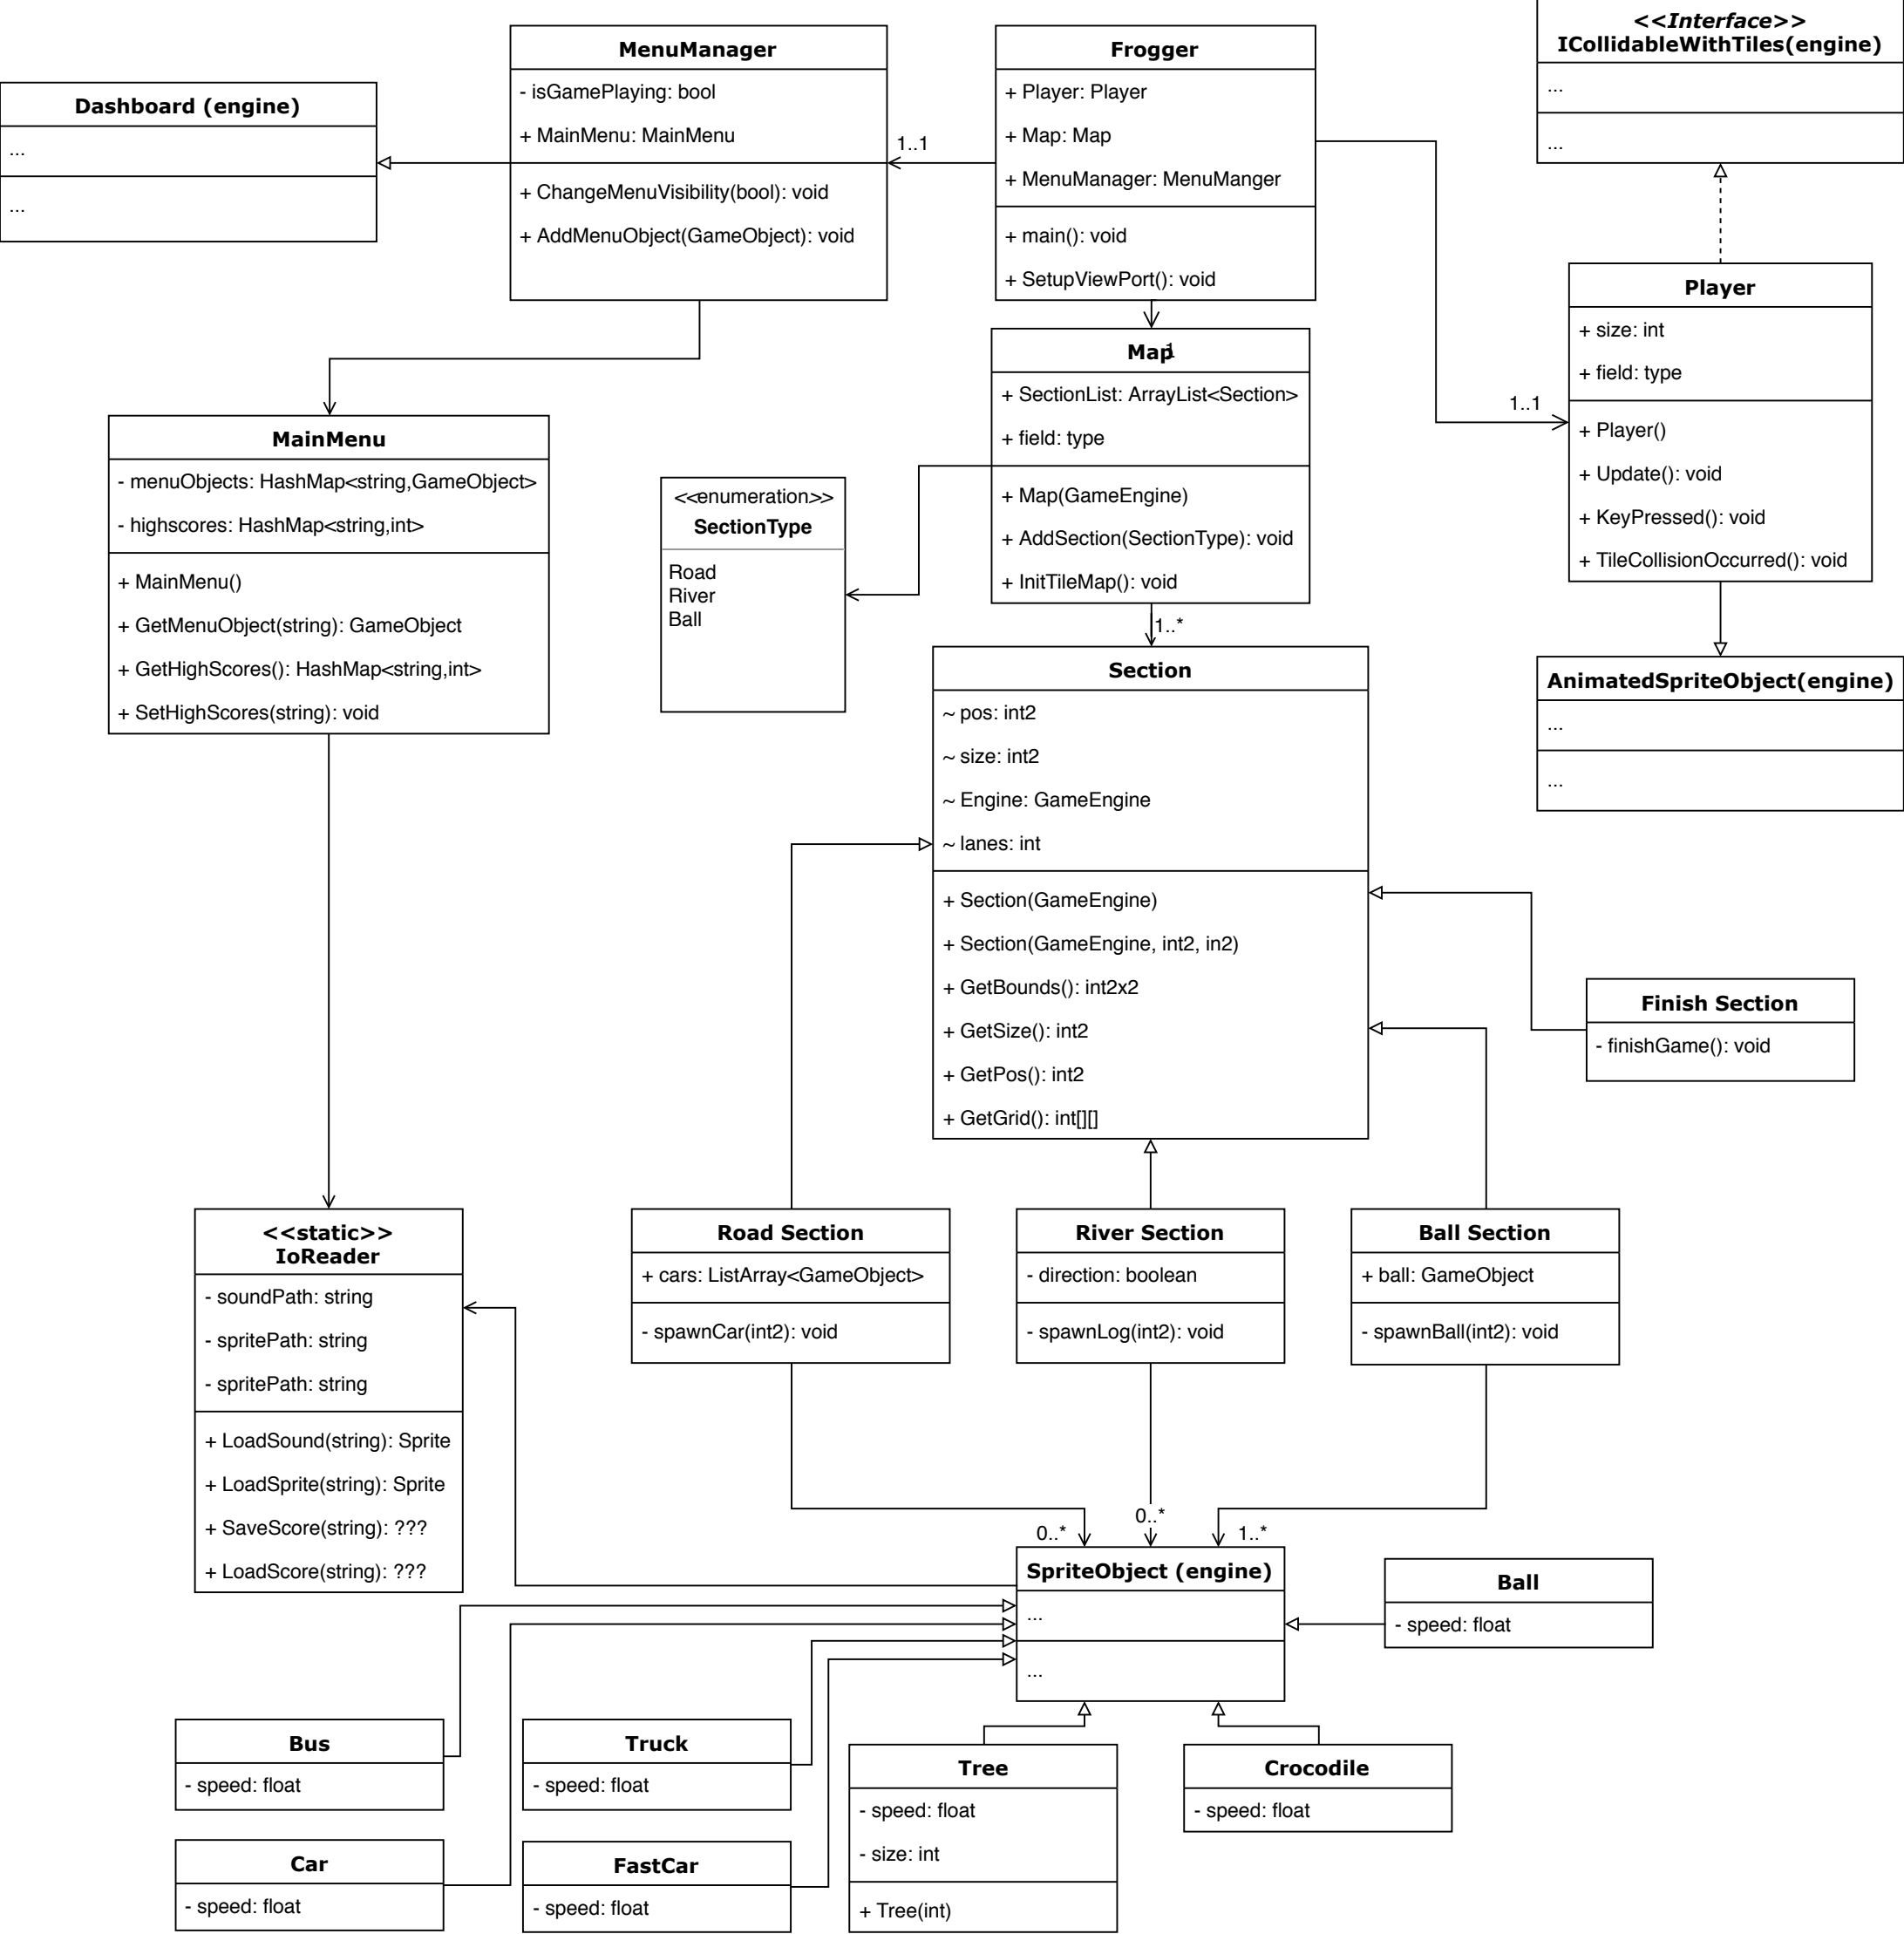 MenuManager
- isGamePlaying: bool
+ MainMenu: MainMenu
+ ChangeMenuVisibility(bool): void
+ AddMenuObject(GameObject): void
Frogger
+ Player: Player
+ Map: Map
+ MenuManager: MenuManger
+ main(): void
+ SetupViewPort(): void
<<Interface>>
ICollidableWithTiles(engine)
...
...
Dashboard (engine)
...
...
1..1
Player
+ size: int
+ field: type
+ Player()
+ Update(): void
+ KeyPressed(): void
+ TileCollisionOccurred(): void
1..1
Map
1
+ SectionList: ArrayList<Section>
+ field: type
+ Map(GameEngine)
+ AddSection(SectionType): void
+ InitTileMap(): void
MainMenu
- menuObjects: HashMap<string,GameObject>
- highscores: HashMap<string,int>
+ MainMenu()
+ GetMenuObject(string): GameObject
+ GetHighScores(): HashMap<string,int>
+ SetHighScores(string): void
<<enumeration>>
SectionType
Road
River
Ball
1..*
Section
~ pos: int2
~ size: int2
~ Engine: GameEngine
~ lanes: int
+ Section(GameEngine)
+ Section(GameEngine, int2, in2)
+ GetBounds(): int2x2
+ GetSize(): int2
+ GetPos(): int2
+ GetGrid(): int[][]
AnimatedSpriteObject(engine)
...
...
Finish Section
- finishGame(): void
<<static>>
IoReader
- soundPath: string
- spritePath: string
- spritePath: string
+ LoadSound(string): Sprite
+ LoadSprite(string): Sprite
+ SaveScore(string): ???
+ LoadScore(string): ???
Road Section
+ cars: ListArray<GameObject>
- spawnCar(int2): void
River Section
- direction: boolean
- spawnLog(int2): void
Ball Section
+ ball: GameObject
- spawnBall(int2): void
0..*
0..*
1..*
SpriteObject (engine)
...
...
Ball
- speed: float
Bus
- speed: float
Truck
- speed: float
Tree
- speed: float
- size: int
+ Tree(int)
Crocodile
- speed: float
Car
- speed: float
FastCar
- speed: float